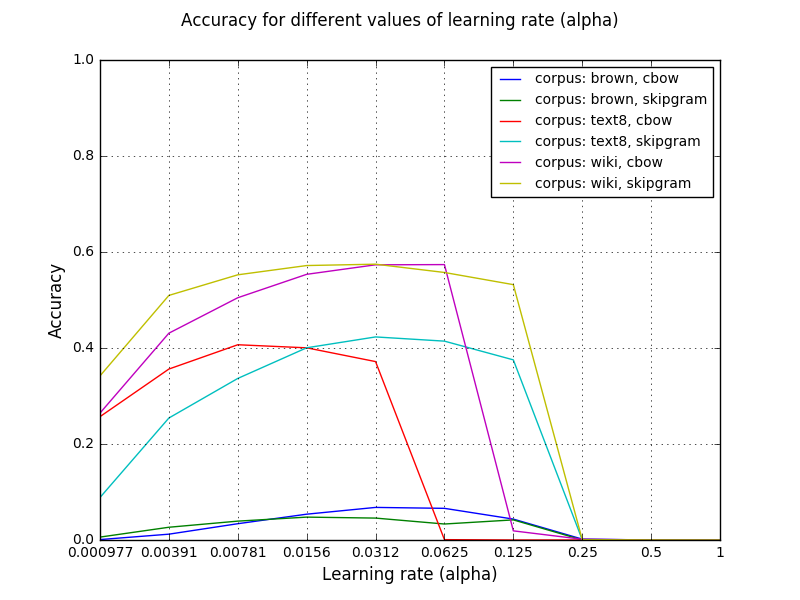 Accuracy for different values of learning rate (alpha)
1.0
0.8
0.6
0.4
0.2
0.0
Accuracy
corpus: brown, cbow
corpus: brown, skipgram
corpus: text8, cbow
corpus: text8, skipgram
corpus: wiki, cbow
corpus: wiki, skipgram
0.000977 0.00391 0.00781 0.0156 0.0312 0.0625 0.125 0.25 0.5 1
Learning rate (alpha)